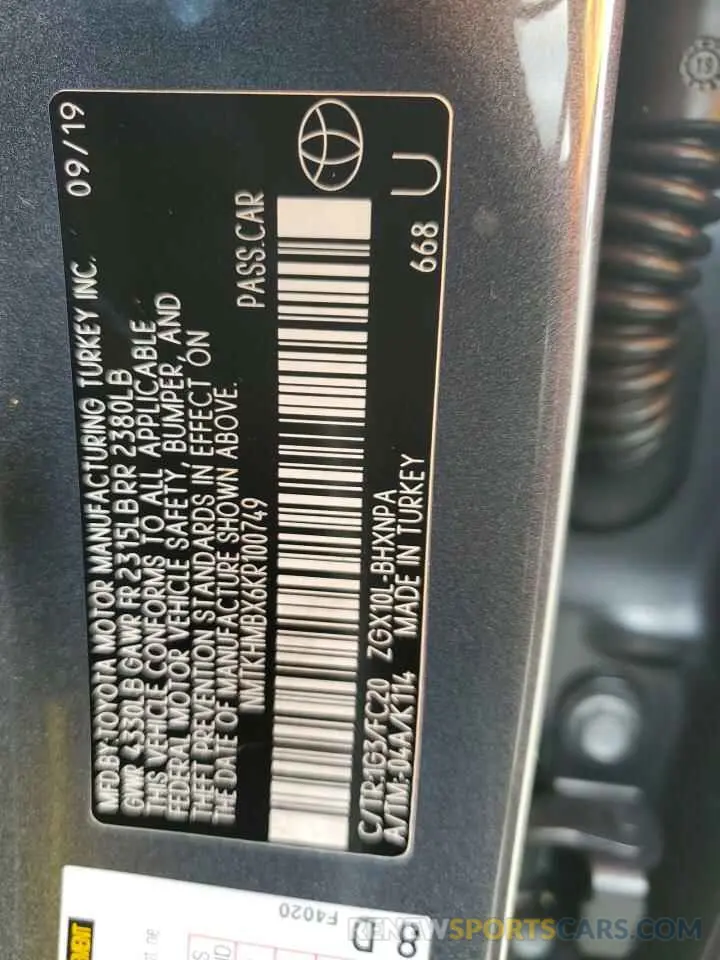 MFD.BY TOYOTA MOTOR MANUFACTURING TURKEY INC. 09/19
GWR 4330LB GAWR FR 2315LB RR 2380LB
THIS VEHICLE CONFORMS TO ALL APPLICABLE
FEDERAL MOTOR VEHICLE SAFETY, BUMPER, AND
THEFT PREVENTION STANDARDS IN EFFECT ON
THE DATE OF MANUFACTURE SHOWN ABOVE.
NMTKHMBX6KR100749 PASS.CAR
C/TR:1G3/FC20 ZGX10L-BHXNPA
A/TM:-04A/K114 MADE IN TURKEY
668 U
F4020
RENEWSPORTSCARS.COM